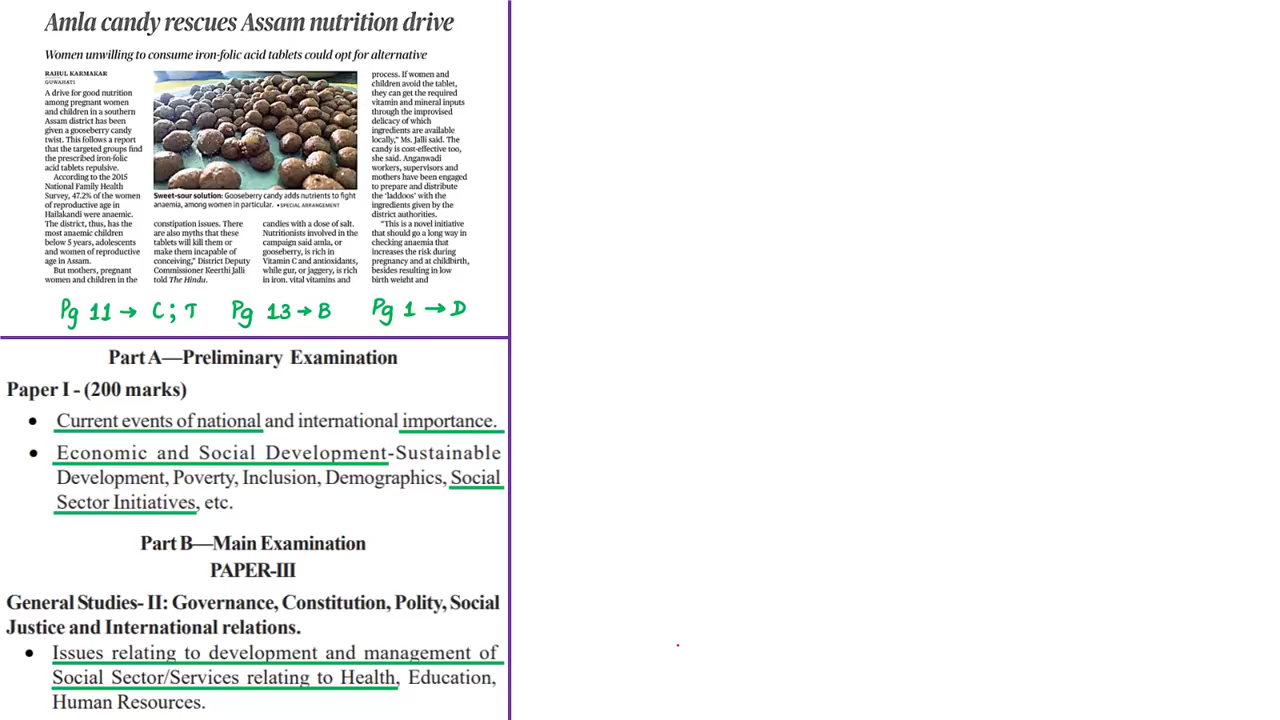 Amla candy rescues Assam nutrition drive
Women unwilling to consume iron-folic acid tablets could opt for alternative
RAHUL KARMAKAR
GUWAHATI
A drive for good nutrition
among pregnant women
and children in a southern
Assam district has been
given a gooseberry candy
twist. This follows a report
that the targeted groups find
the prescribed iron-folic
acid tablets repulsive.
According to the 2015
National Family Health
Survey, 47.2% of the women
of reproductive age in
Hailakandi were anaemic.
The district, thus, has the
most anaemic children
below 5 years, adolescents
and women of reproductive
age in Assam.
But mothers, pregnant
women and children in the
Sweet-sour solution: Gooseberry candy adds nutrients to fight
anaemia, among women in particular. •SPECIAL ARRANGEMENT
constipation issues. There
are also myths that these
tablets will kill them or
make them incapable of
conceiving," District Deputy
Commissioner Keerthi Jalli
told The Hindu.
candies with a dose of salt.
Nutritionists involved in the
campaign said amla, or
gooseberry, is rich in
Vitamin C and antioxidants,
while gur, or jaggery, is rich
in iron, vital vitamins and
process. If women and
children avoid the tablet,
they can get the required
vitamin and mineral inputs
through the improvised
delicacy of which
ingredients are available
locally," Ms. Jalli said. The
candy is cost-effective too,
she said. Anganwadi
workers, supervisors and
mothers have been engaged
to prepare and distribute
the 'laddoos' with the
ingredients given by the
district authorities.
"This is a novel initiative
that should go a long way in
checking anaemia that
increases the risk during
pregnancy and at childbirth,
besides resulting in low
birth weight and
Pg 11 → C ; T Pg 13 → B Pg 1 → D
Part A—Preliminary Examination
Paper I - (200 marks)
• Current events of national and international importance.
• Economic and Social Development-Sustainable
Development, Poverty, Inclusion, Demographics, Social
Sector Initiatives, etc.
Part B—Main Examination
PAPER-III
General Studies- II: Governance, Constitution, Polity, Social
Justice and International relations.
• Issues relating to development and management of
Social Sector/Services relating to Health, Education,
Human Resources.